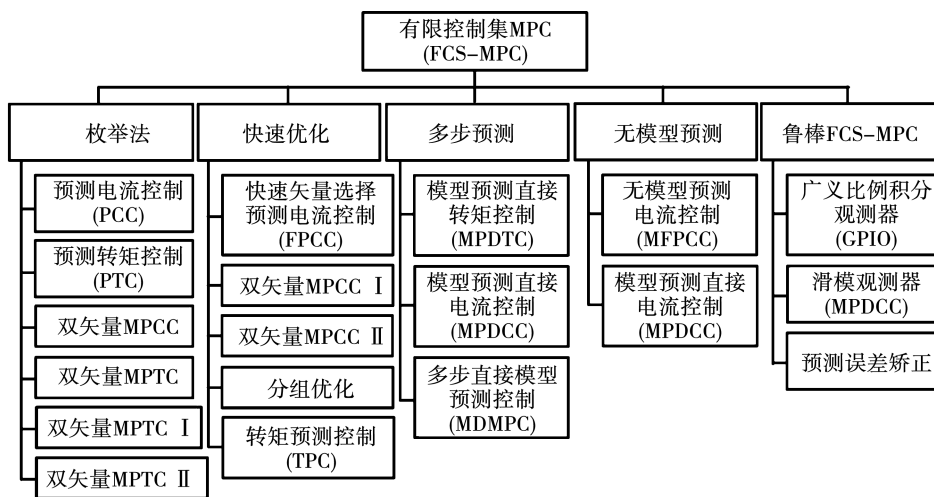 有限控制集MPC
(FCS-MPC)
枚举法
快速优化
多步预测
无模型预测
鲁棒FCS-MPC
预测电流控制
(PCC)
预测转矩控制
(PTC)
双矢量MPCC
双矢量MPTC
双矢量MPTC Ⅰ
双矢量MPTC Ⅱ
快速矢量选择
预测电流控制
(FPCC)
双矢量MPCC Ⅰ
双矢量MPCC Ⅱ
分组优化
转矩预测控制
(TPC)
模型预测直接
转矩控制
(MPDTC)
模型预测直接
电流控制
(MPDCC)
多步直接模型
预测控制
(MDMPC)
无模型预测
电流控制
(MFPCC)
模型预测直接
电流控制
(MPDCC)
广义比例积分
观测器
(GPIO)
滑模观测器
(MPDCC)
预测误差矫正